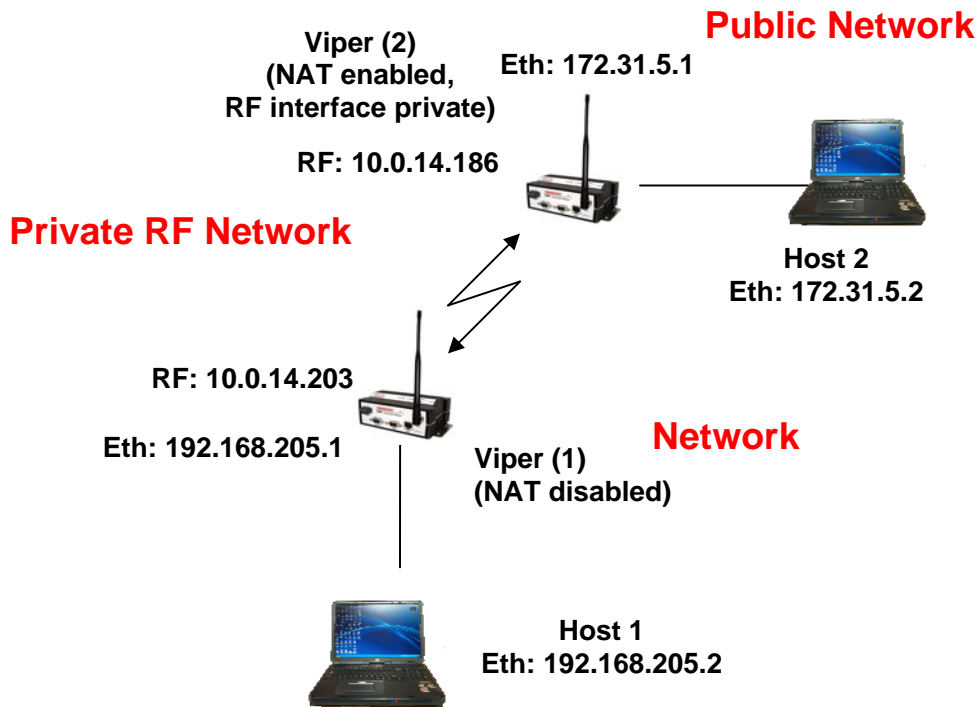 Public Network
Viper (2)
(NAT enabled,
RF interface private)
Eth: 172.31.5.1
RF: 10.0.14.186
Private RF Network
Host 2
Eth: 172.31.5.2
RF: 10.0.14.203
Eth: 192.168.205.1
Network
Viper (1)
(NAT disabled)
Host 1
Eth: 192.168.205.2